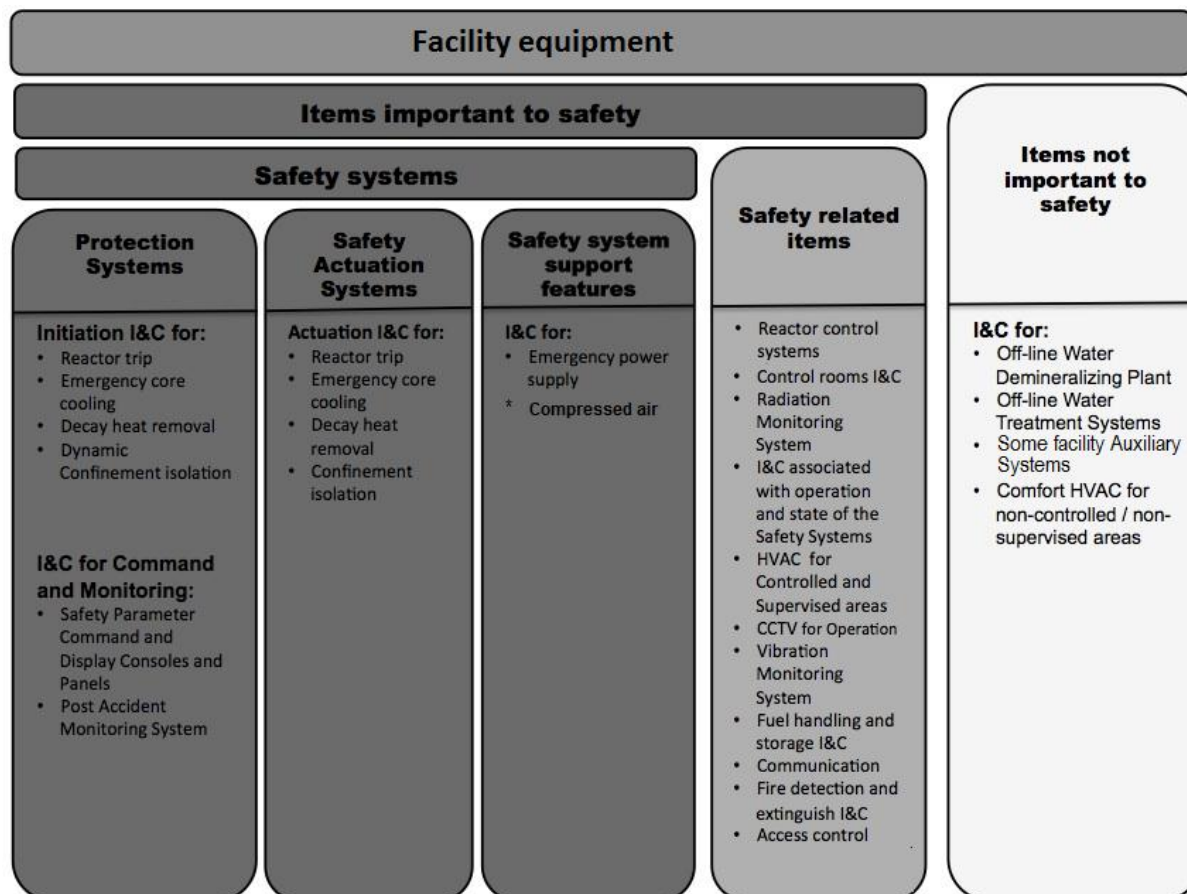 Facility equipment
Items important to safety
Safety systems
Protection
Systems
Initiation I&C for:
• Reactor trip
• Emergency core
cooling
• Decay heat removal
• Dynamic
Confinement isolation
I&C for Command
and Monitoring:
• Safety Parameter
Command and
Display Consoles and
Panels
• Post Accident
Monitoring System
Safety
Actuation
Systems
Actuation I&C for:
• Reactor trip
• Emergency core
cooling
• Decay heat
removal
• Confinement
isolation
Safety system
support
features
I&C for:
• Emergency power
supply
* Compressed air
Safety related
items
• Reactor control
systems
• Control rooms I&C
• Radiation
Monitoring
System
• I&C associated
with operation
and state of the
Safety Systems
• HVAC for
Controlled and
Supervised areas
• CCTV for Operation
• Vibration
Monitoring
System
• Fuel handling and
storage I&C
• Communication
• Fire detection and
extinguish I&C
• Access control
Items not
important to
safety
I&C for:
• Off-line Water
Demineralizing Plant
• Off-line Water
Treatment Systems
• Some facility Auxiliary
Systems
• Comfort HVAC for
non-controlled / non-
supervised areas